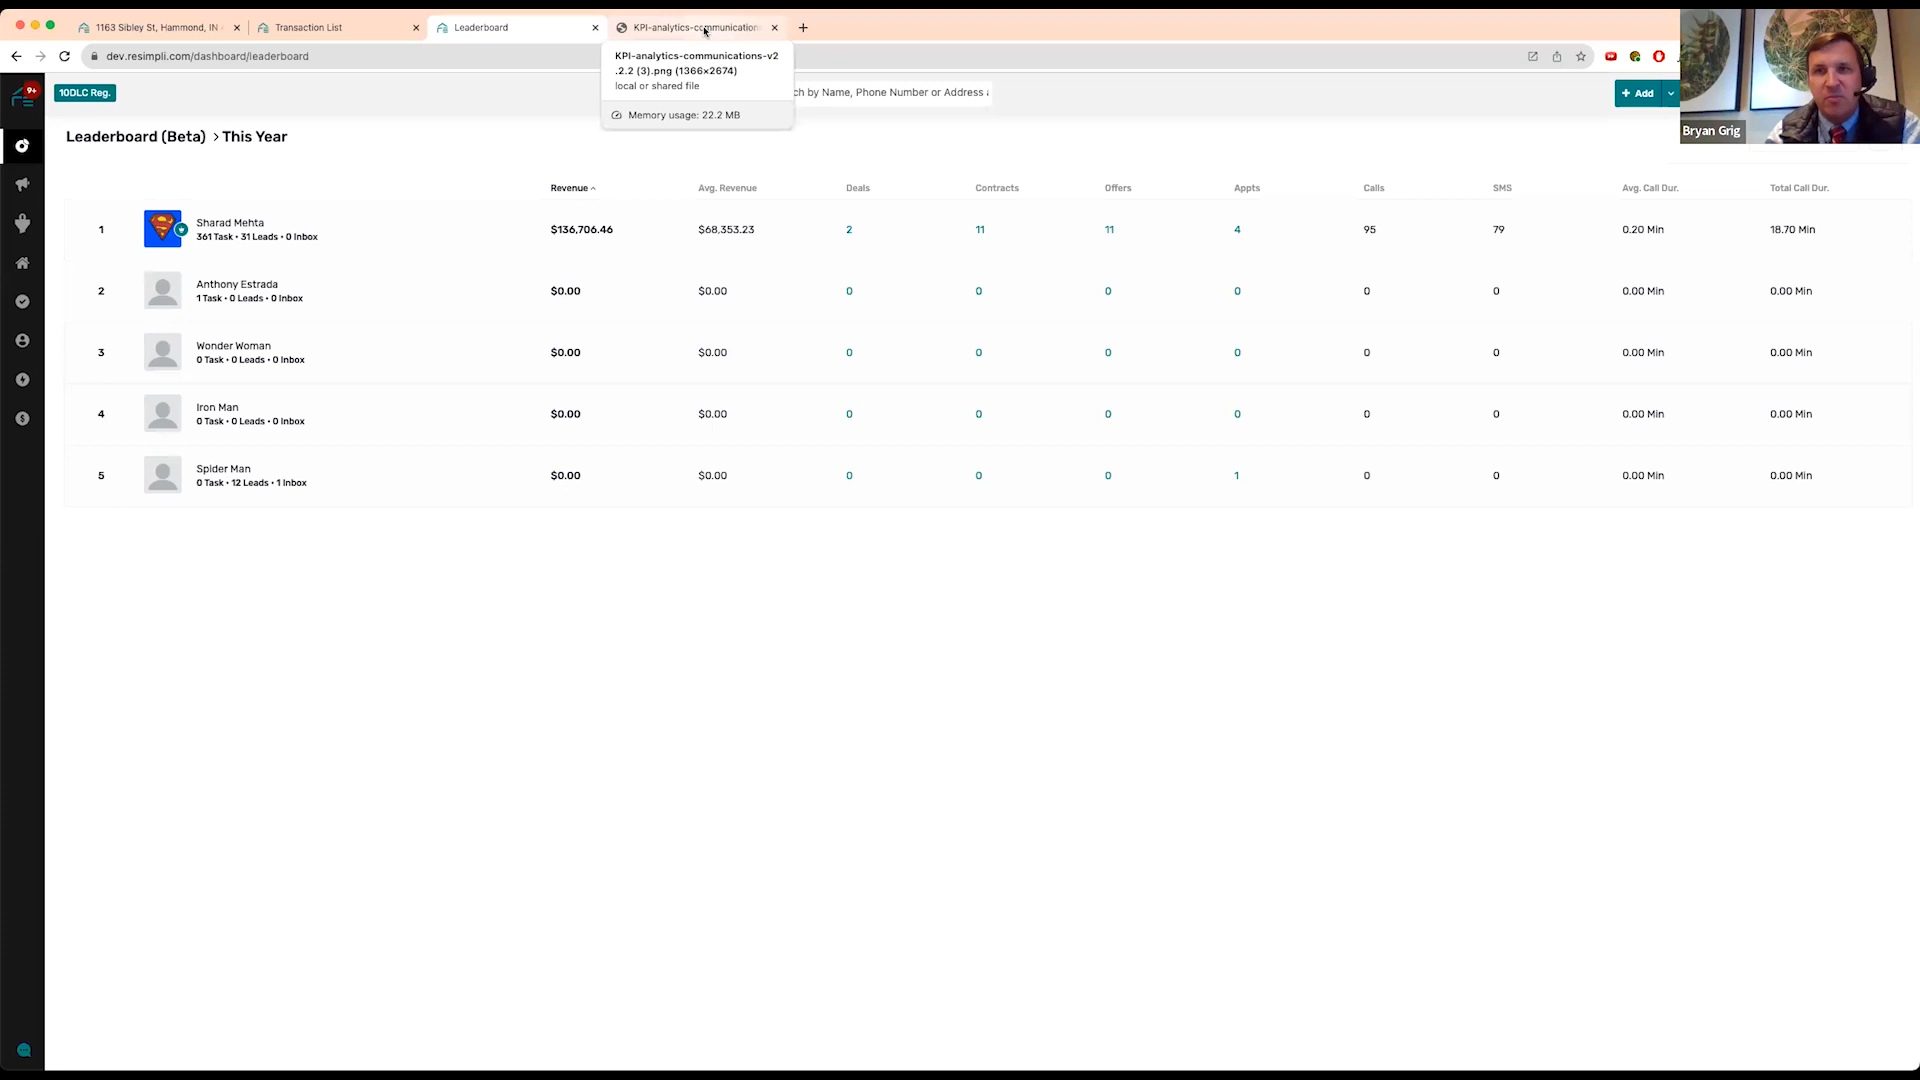 1163 Sibley St, Hammond, IN
Transaction List
Leaderboard
KPI-analytics-communications
dev.resimpli.com/dashboard/leaderboard
KPI-analytics-communications-v2
.2.2 (3).png (1366×2674)
local or shared file
Memory usage: 22.2 MB
9+
10DLC Reg.
ch by Name, Phone Number or Address
+ Add
Bryan Grig
Leaderboard (Beta) > This Year
Revenue Avg. Revenue Deals Contracts Offers Appts Calls SMS Avg. Call Dur. Total Call Dur.
1 Sharad Mehta $136,706.46 $68,353.23 2 11 11 4 95 79 0.20 Min 18.70 Min
361 Task • 31 Leads • 0 Inbox
2 Anthony Estrada $0.00 $0.00 0 0 0 0 0 0 0.00 Min 0.00 Min
1 Task • 0 Leads • 0 Inbox
3 Wonder Woman $0.00 $0.00 0 0 0 0 0 0 0.00 Min 0.00 Min
0 Task • 0 Leads • 0 Inbox
4 Iron Man $0.00 $0.00 0 0 0 0 0 0 0.00 Min 0.00 Min
0 Task • 0 Leads • 0 Inbox
5 Spider Man $0.00 $0.00 0 0 0 1 0 0 0.00 Min 0.00 Min
0 Task • 12 Leads • 1 Inbox